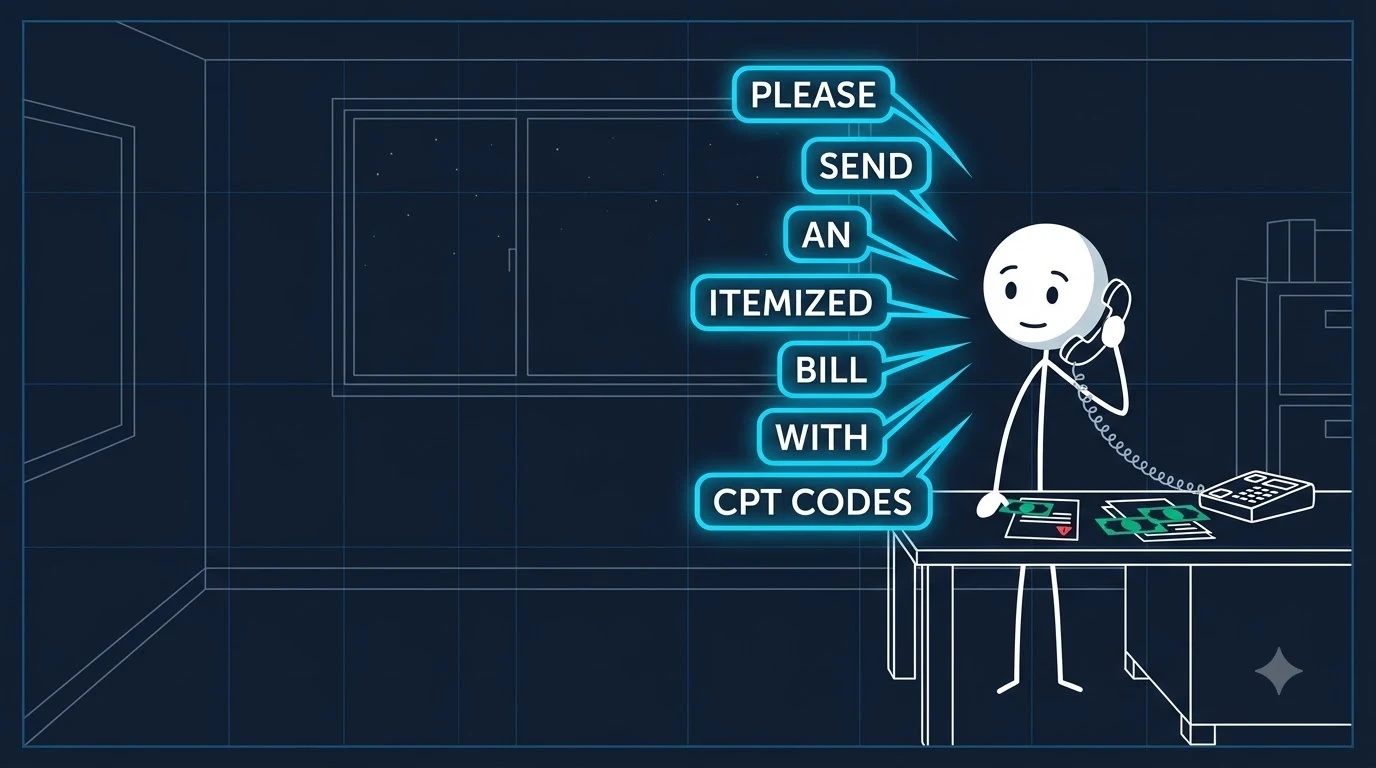 PLEASE
SEND
AN
ITEMIZED
BILL
WITH
CPT CODES